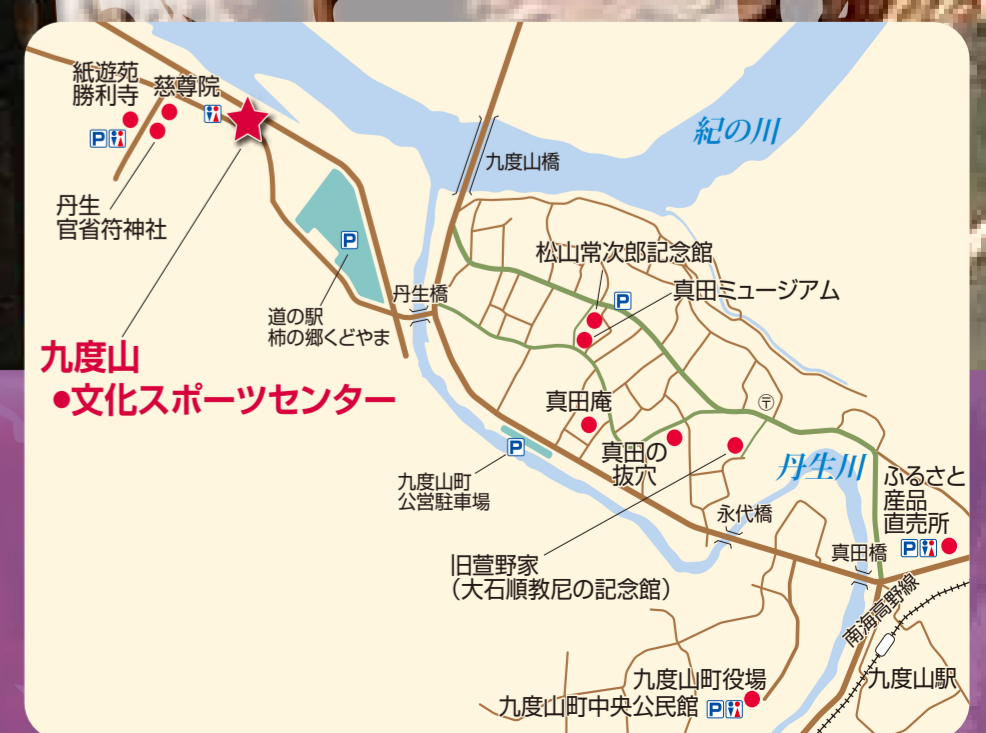 紙遊苑
勝利寺
慈尊院
P
丹生
官省符神社
紀の川
九度山橋
松山常次郎記念館
P
真田ミュージアム
P
丹生橋
道の駅
柿の郷くどやま
九度山
●文化スポーツセンター
真田庵
〒
真田の
抜穴
丹生川
P
九度山町
公営駐車場
ふるさと
産品
直売所
P
永代橋
真田橋
旧萱野家
（大石順教尼の記念館）
南海高野線
九度山町役場
九度山町中央公民館
P
九度山駅